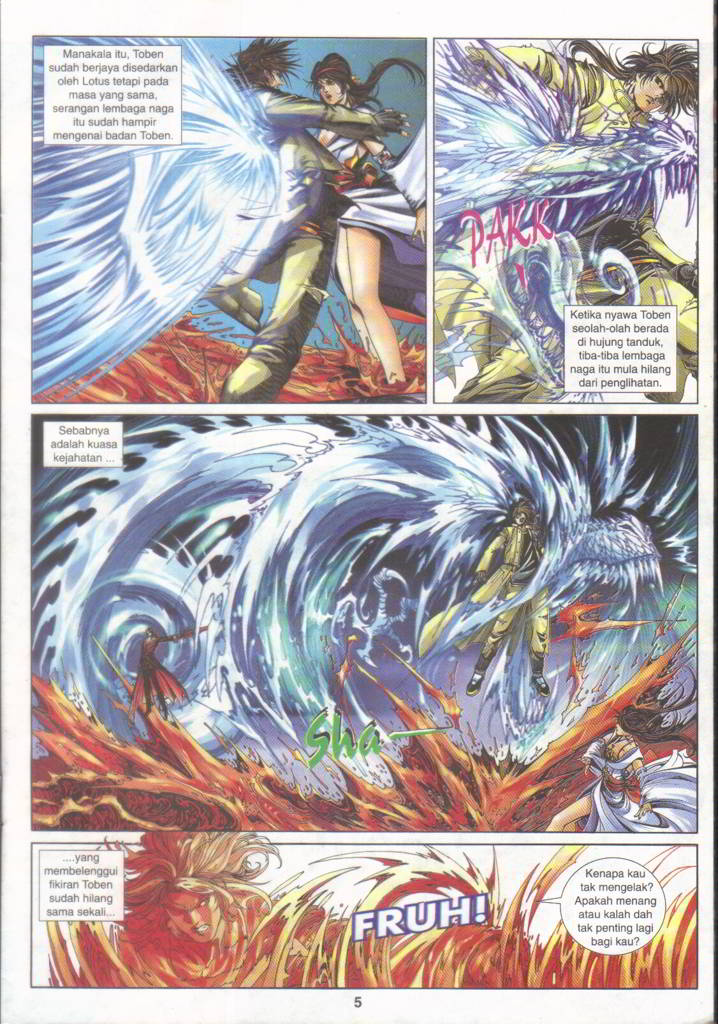 Manakala itu, Toben
sudah berjaya disedarkan
oleh Lotus tetapi pada
masa yang sama,
serangan lembaga naga
itu sudah hampir
mengenai badan Toben.
PAKK
Ketika nyawa Toben
seolah-olah berada
di hujung tanduk,
tiba-tiba lembaga
naga itu mula hilang
dari penglihatan.
Sebabnya
adalah kuasa
kejahatan ...
Sha—
....yang
membelenggui
fikiran Toben
sudah hilang
sama sekali...
FRUH!
Kenapa kau
tak mengelak?
Apakah menang
atau kalah dah
tak penting lagi
bagi kau?
5